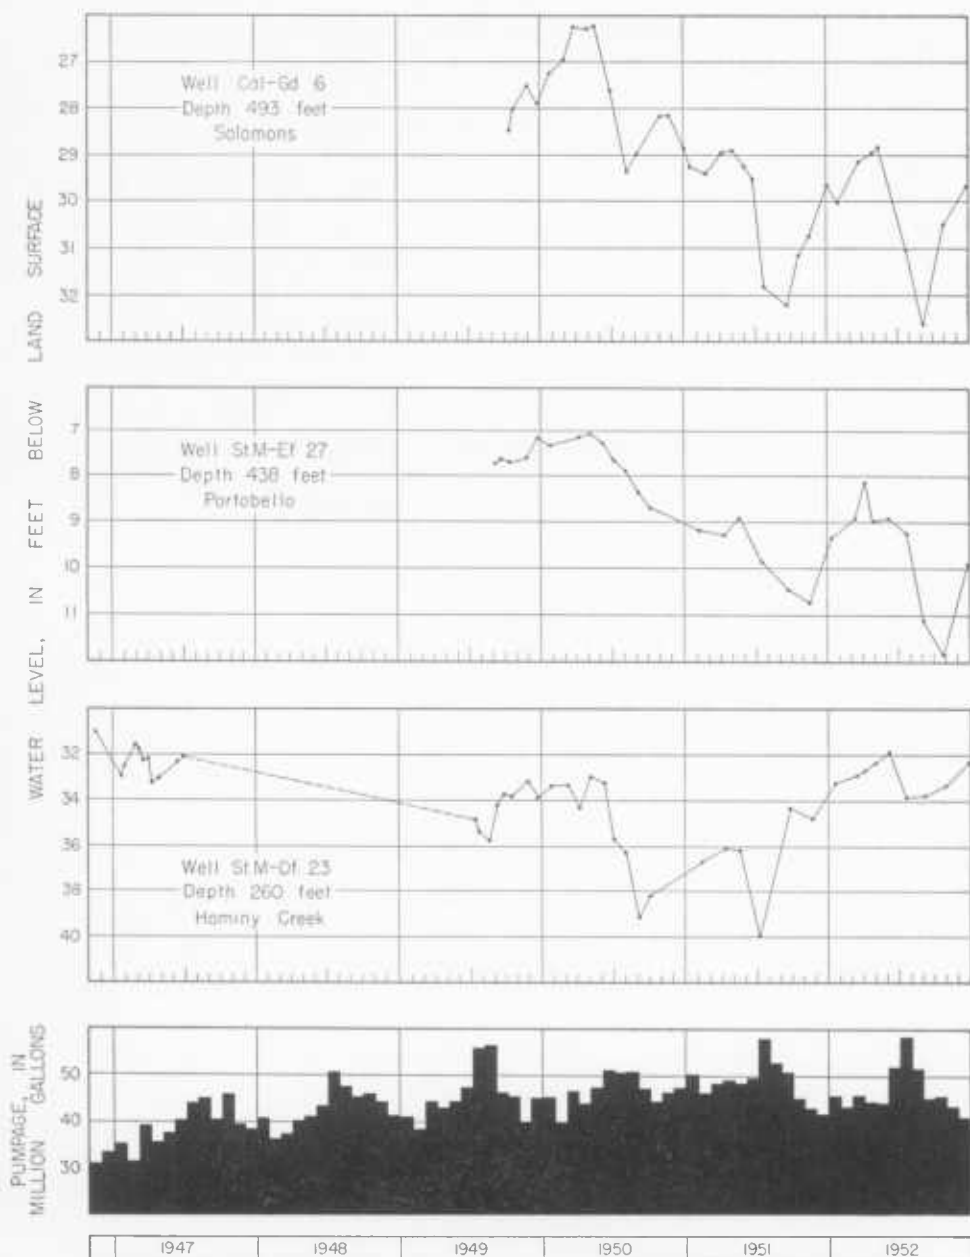 WATER LEVEL, IN FEET BELOW LAND SURFACE
27
28
29
30
31
32
Well Cal-Gd 6
Depth 493 feet
Solomons
7
8
9
10
11
Well St.M-Ef 27
Depth 438 feet
Portobello
32
34
36
38
40
Well St.M-Df 23
Depth 260 feet
Hominy Creek
PUMPAGE, IN
MILLION GALLONS
50
40
30
1947 1948 1949 1950 1951 1952